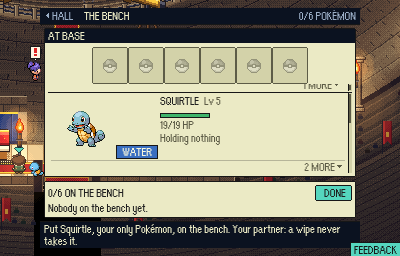 HALL THE BENCH 0/6 POKÉMON
!
AT BASE
1 MORE
SQUIRTLE Lv 5
19/19 HP
Holding nothing
WATER
2 MORE
0/6 ON THE BENCH
DONE
Nobody on the bench yet.
Put Squirtle, your only Pokémon, on the bench. Your partner: a wipe never
takes it.
FEEDBACK